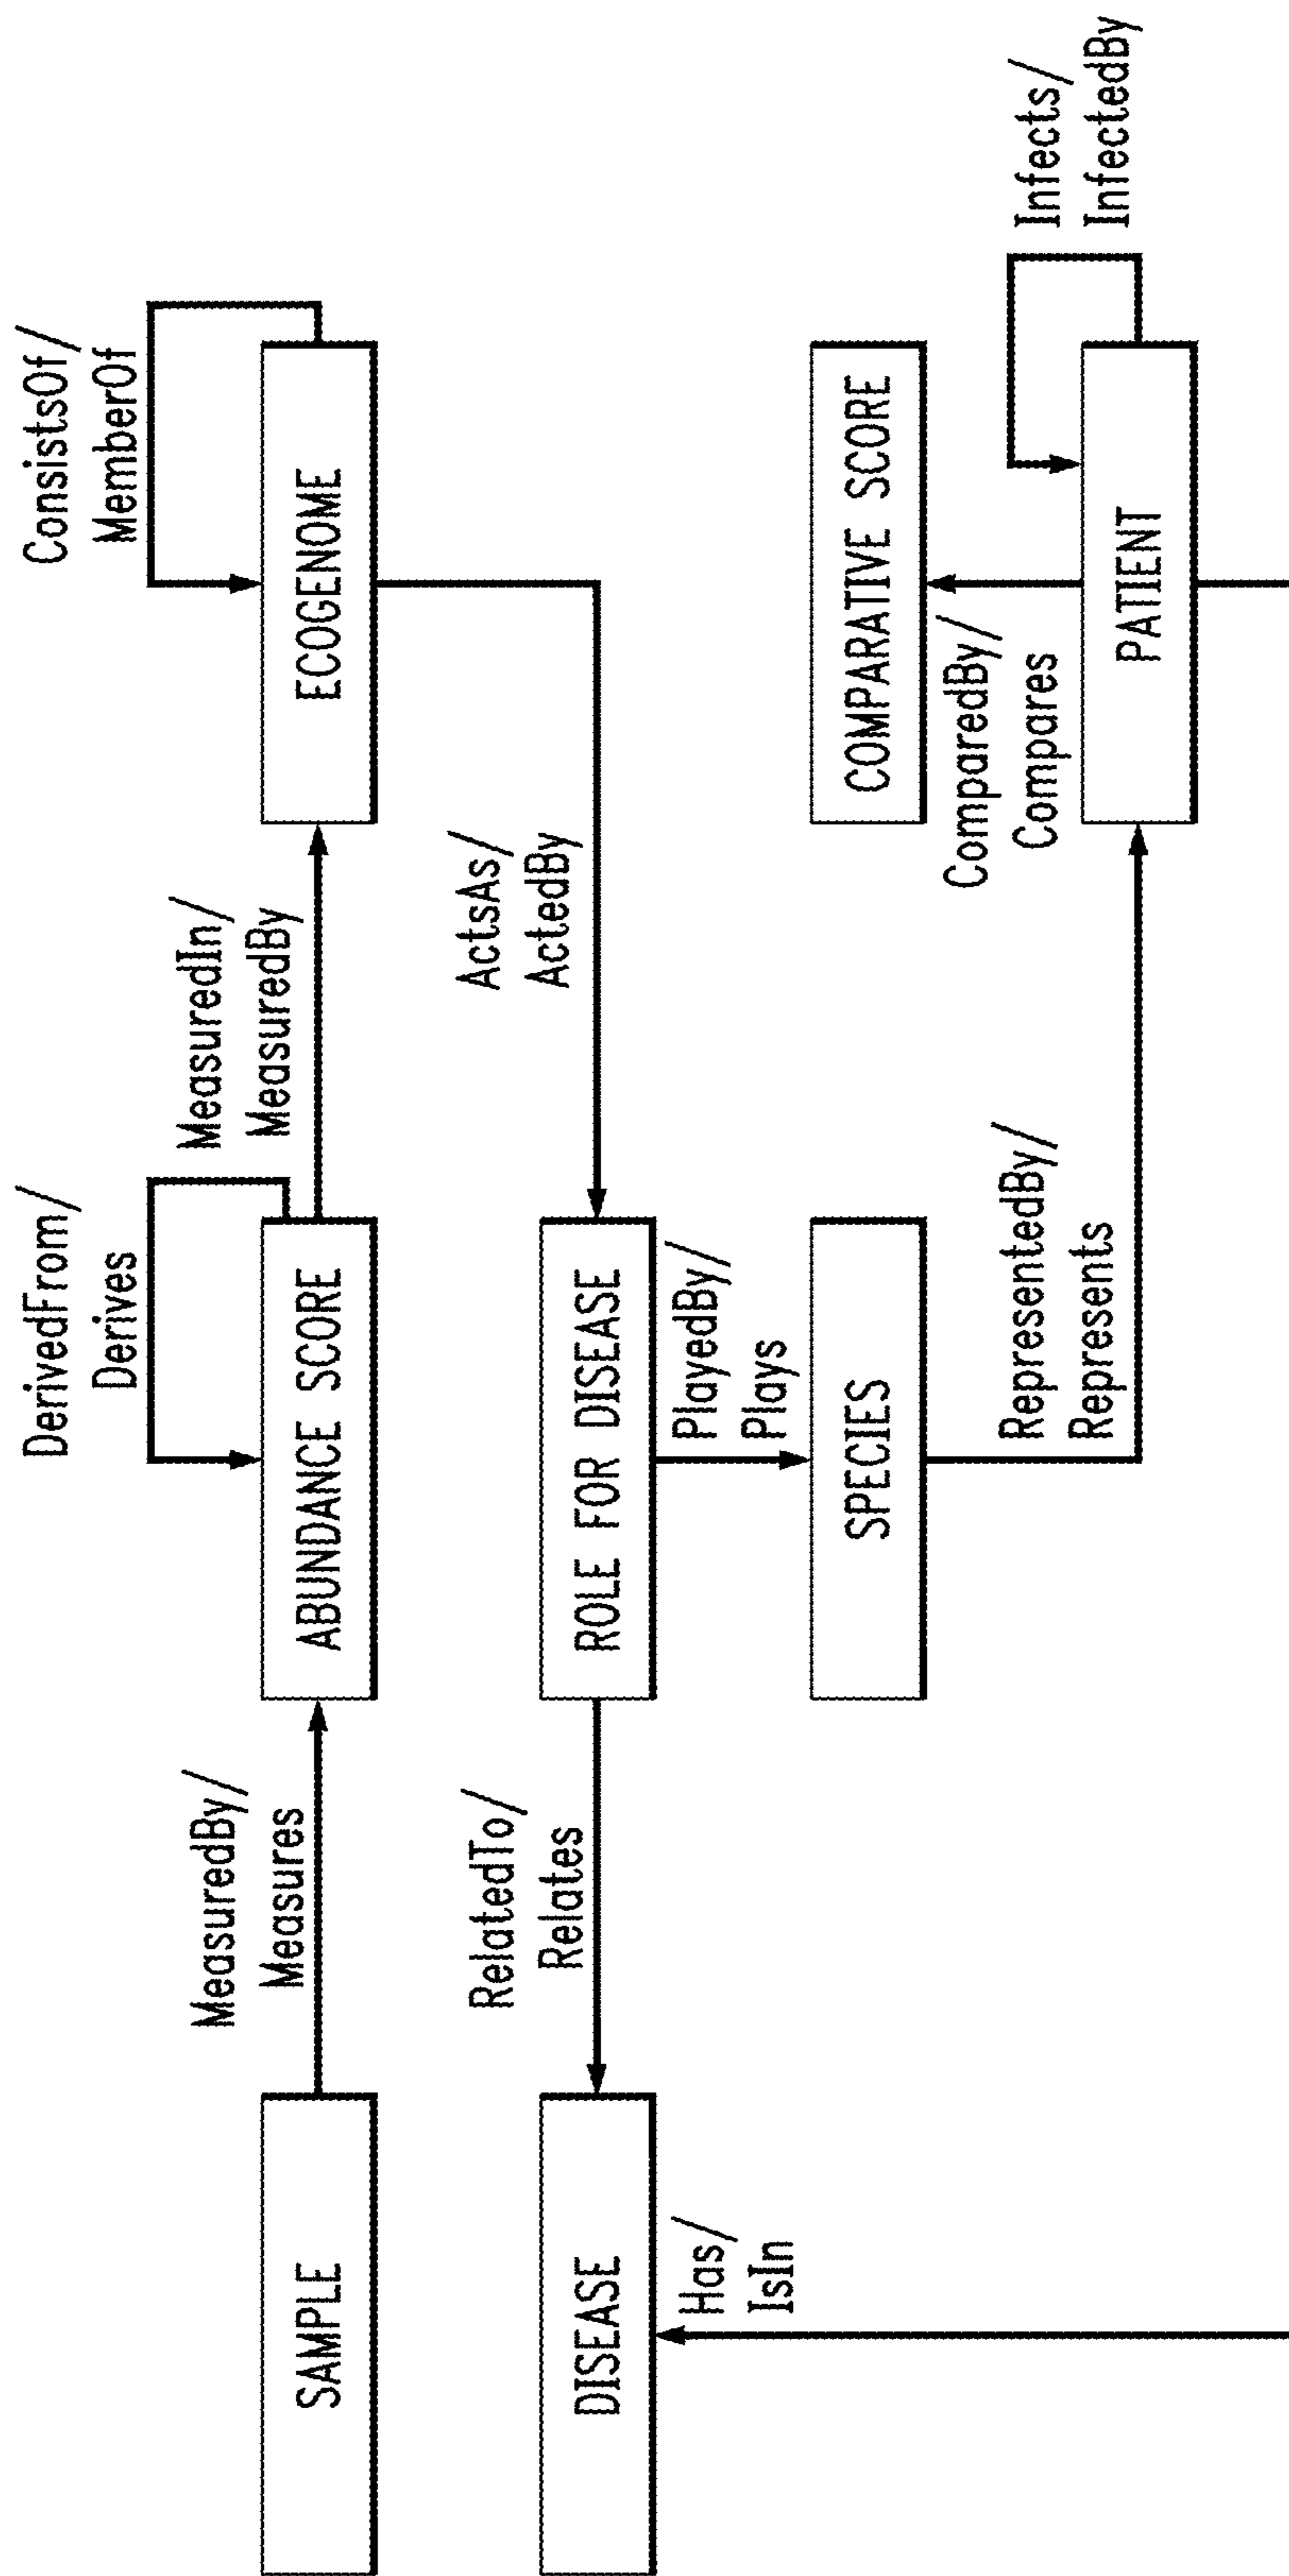 DerivedFrom/
Derives
ConsistsOf/
MemberOf
MeasuredBy/
Measures
MeasuredIn/
MeasuredBy
SAMPLE
ABUNDANCE SCORE
ECOGENOME
RelatedTo/
Relates
ActsAs/
ActedBy
DISEASE
ROLE FOR DISEASE
Has/
IsIn
PlayedBy/
Plays
SPECIES
COMPARATIVE SCORE
ComparedBy/
Compares
RepresentedBy/
Represents
Infects/
InfectedBy
PATIENT